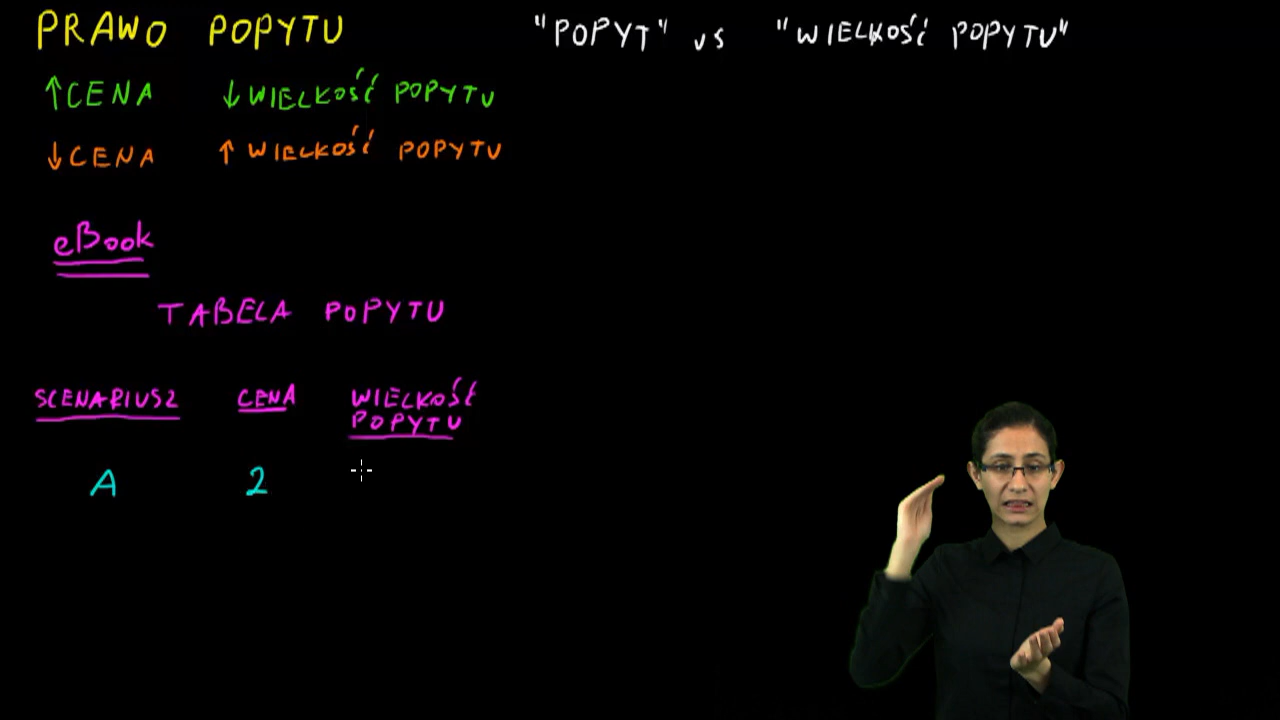 PRAWO POPYTU "POPYT" vs "WIELKOŚĆ POPYTU"
↑CENA ↓WIELKOŚĆ POPYTU
↓CENA ↑WIELKOŚĆ POPYTU
eBook
TABELA POPYTU
SCENARIUSZ CENA WIELKOŚĆ
POPYTU
A 2